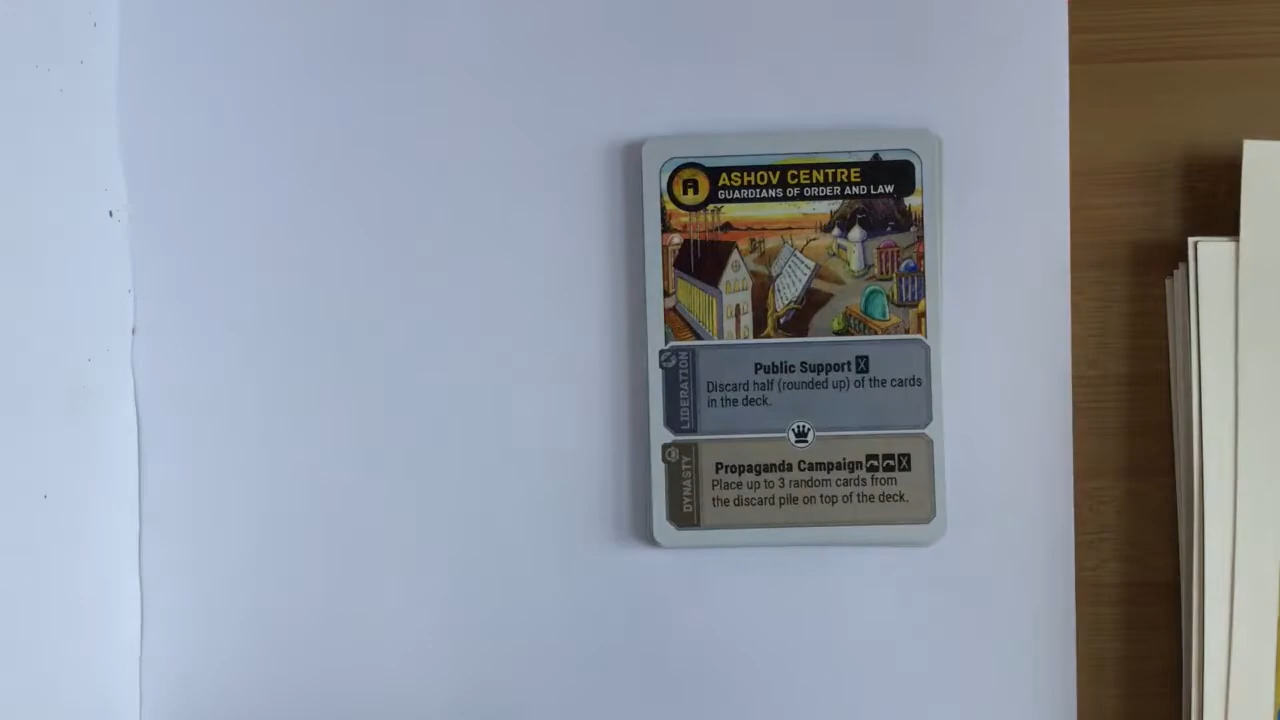 A
ASHOV CENTRE
GUARDIANS OF ORDER AND LAW
LIBERATION
Public Support X
Discard half (rounded up) of the cards
in the deck.
DYNASTY
Propaganda Campaign X
Place up to 3 random cards from
the discard pile on top of the deck.